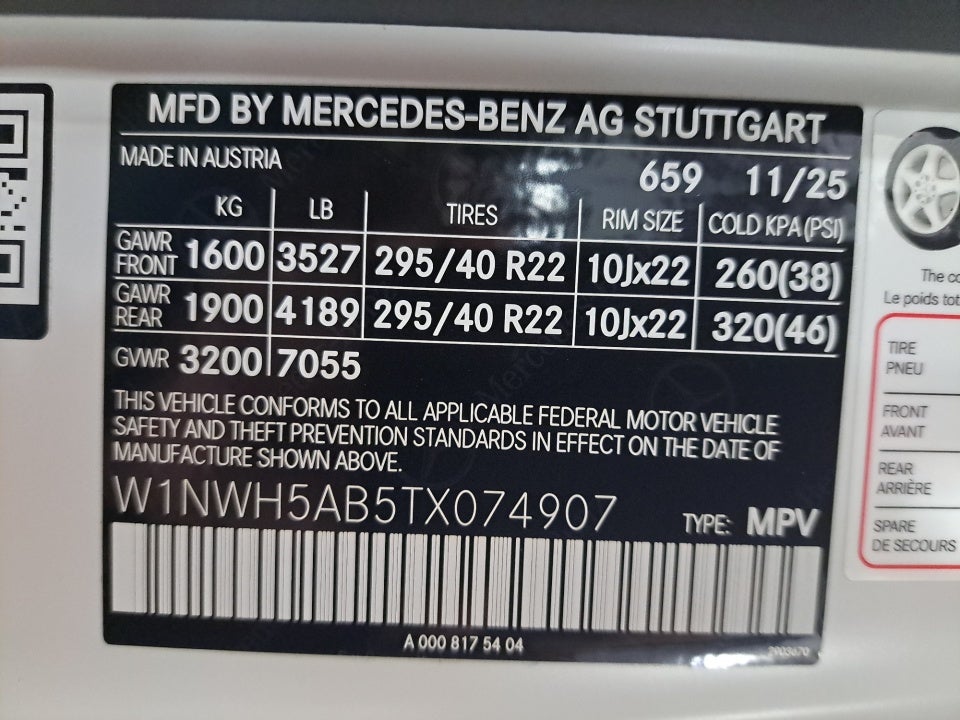 MFD BY MERCEDES-BENZ AG STUTTGART
MADE IN AUSTRIA
659 11/25
KG LB TIRES RIM SIZE COLD KPA (PSI)
GAWR
FRONT 1600 3527 295/40 R22 10Jx22 260(38)
GAWR
REAR 1900 4189 295/40 R22 10Jx22 320(46)
GVWR 3200 7055
THIS VEHICLE CONFORMS TO ALL APPLICABLE FEDERAL MOTOR VEHICLE
SAFETY AND THEFT PREVENTION STANDARDS IN EFFECT ON THE DATE OF
MANUFACTURE SHOWN ABOVE.
W1NWH5AB5TX074907
TYPE: MPV
A 000 817 54 04
2903670
The co
Le poids tot
TIRE
PNEU
FRONT
AVANT
REAR
ARRIÈRE
SPARE
DE SECOURS